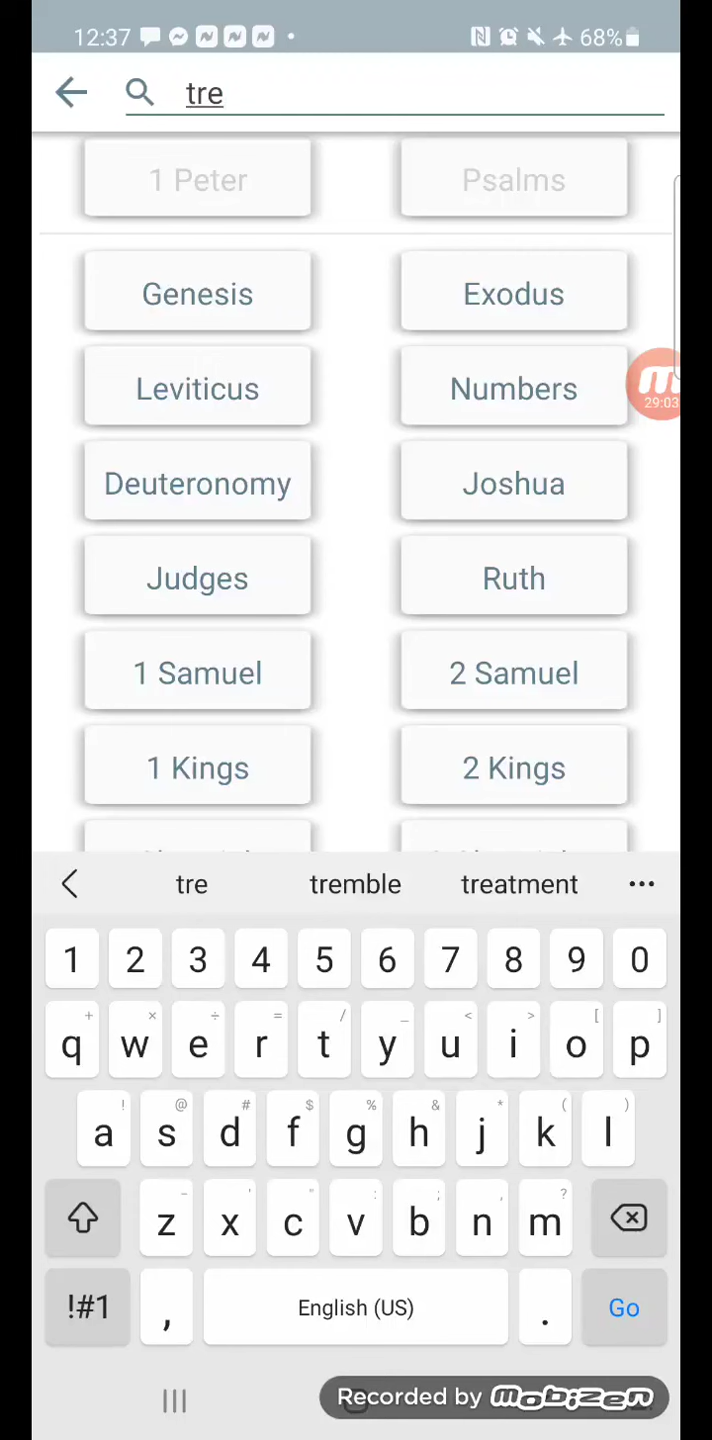 12:37 68%
tre
1 Peter Psalms
Genesis Exodus
Leviticus Numbers
29:03
Deuteronomy Joshua
Judges Ruth
1 Samuel 2 Samuel
1 Kings 2 Kings
tre tremble treatment •••
1 2 3 4 5 6 7 8 9 0
+ × ÷ = / _ < > [ ]
q w e r t y u i o p
! @ # $ % & * ( )
a s d f g h j k l
- ' " : ; , ?
z x c v b n m
!#1 , English (US) . Go
Recorded by mobizen